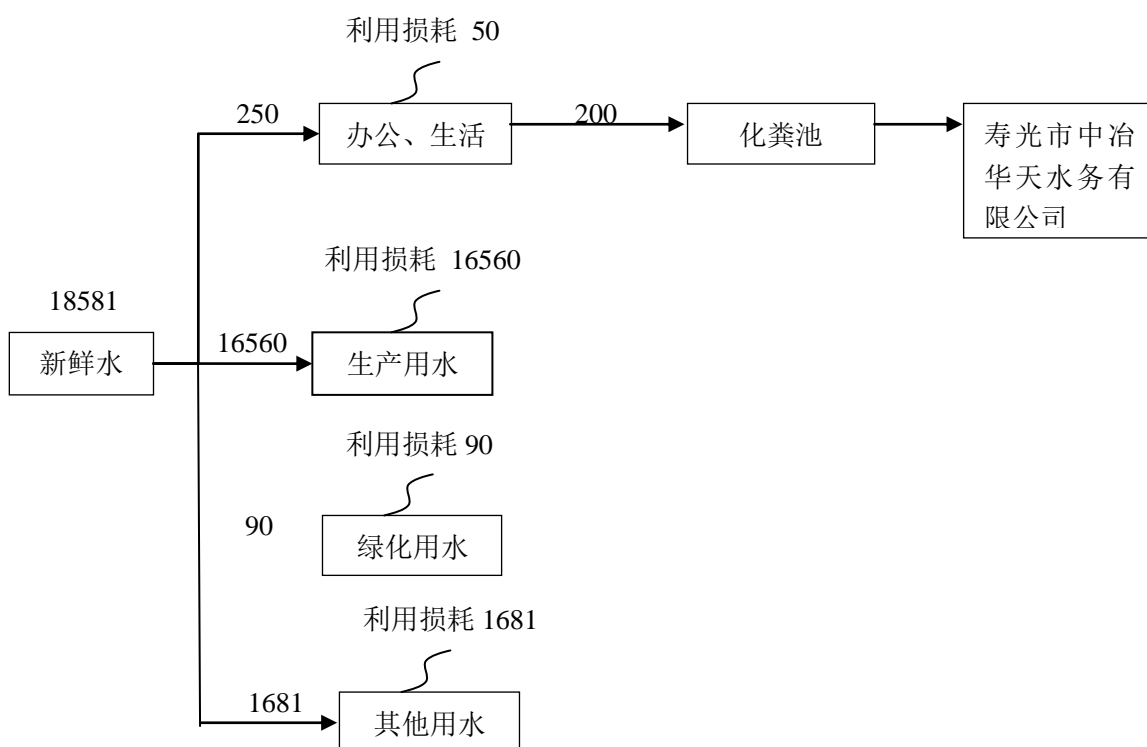 利用损耗 50
250
办公、生活
200
化粪池
寿光市中冶
华天水务有
限公司
利用损耗 16560
18581
新鲜水
16560
生产用水
利用损耗 90
90
绿化用水
利用损耗 1681
1681
其他用水